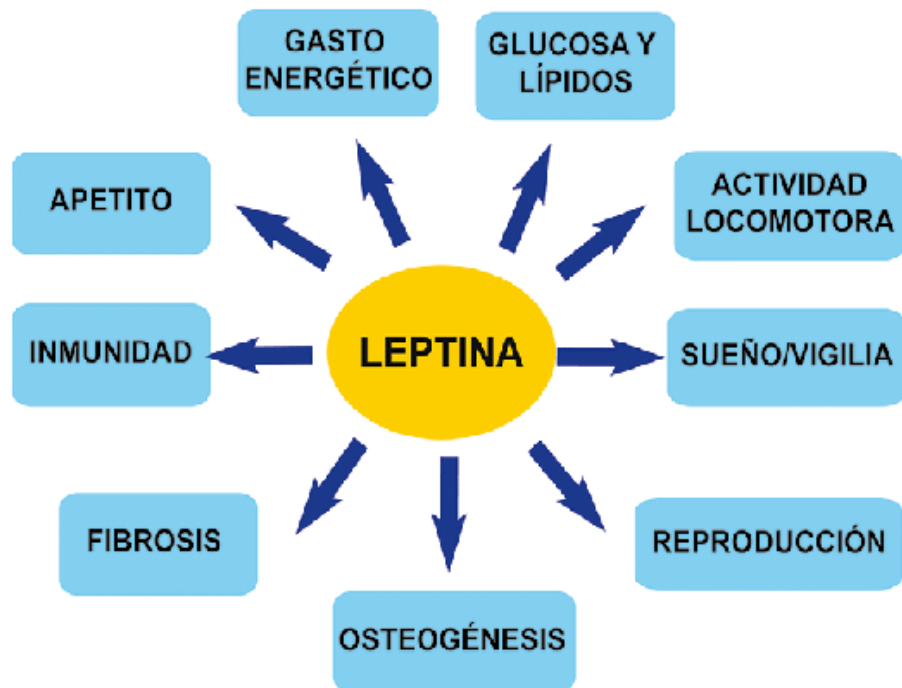 GASTO
ENERGÉTICO
GLUCOSA Y
LÍPIDOS
APETITO
ACTIVIDAD
LOCOMOTORA
INMUNIDAD
LEPTINA
SUEÑO/VIGILIA
FIBROSIS
REPRODUCCIÓN
OSTEOGÉNESIS